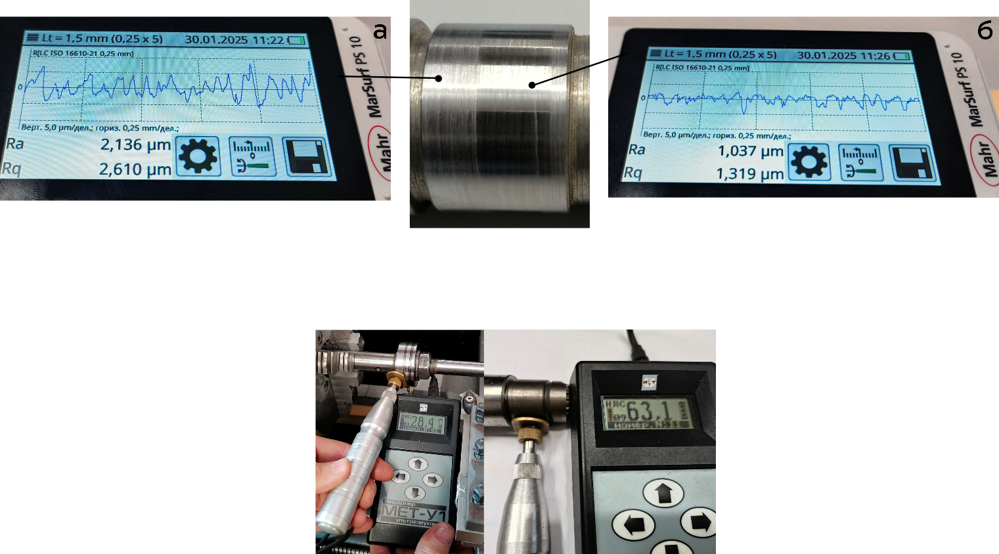 а
Lt = 1,5 mm (0,25 x 5) 30.01.2025 11:22
R[LC ISO 16610-21 0,25 mm]
0
Верт. 5,0 µm/дел.; гориз. 0,25 mm/дел.;
Ra 2,136 µm
Rq 2,610 µm
0
MarSurf PS 10
Mahr
б
Lt = 1,5 mm (0,25 x 5) 30.01.2025 11:26
R[LC ISO 16610-21 0,25 mm]
0
Верт. 5,0 µm/дел.; гориз. 0,25 mm/дел.;
Ra 1,037 µm
Rq 1,319 µm
0
MarSurf PS 10
Mahr
HRC
28,4
твердомер
МЕТ-У1
ультразвуко
HRC
63,1